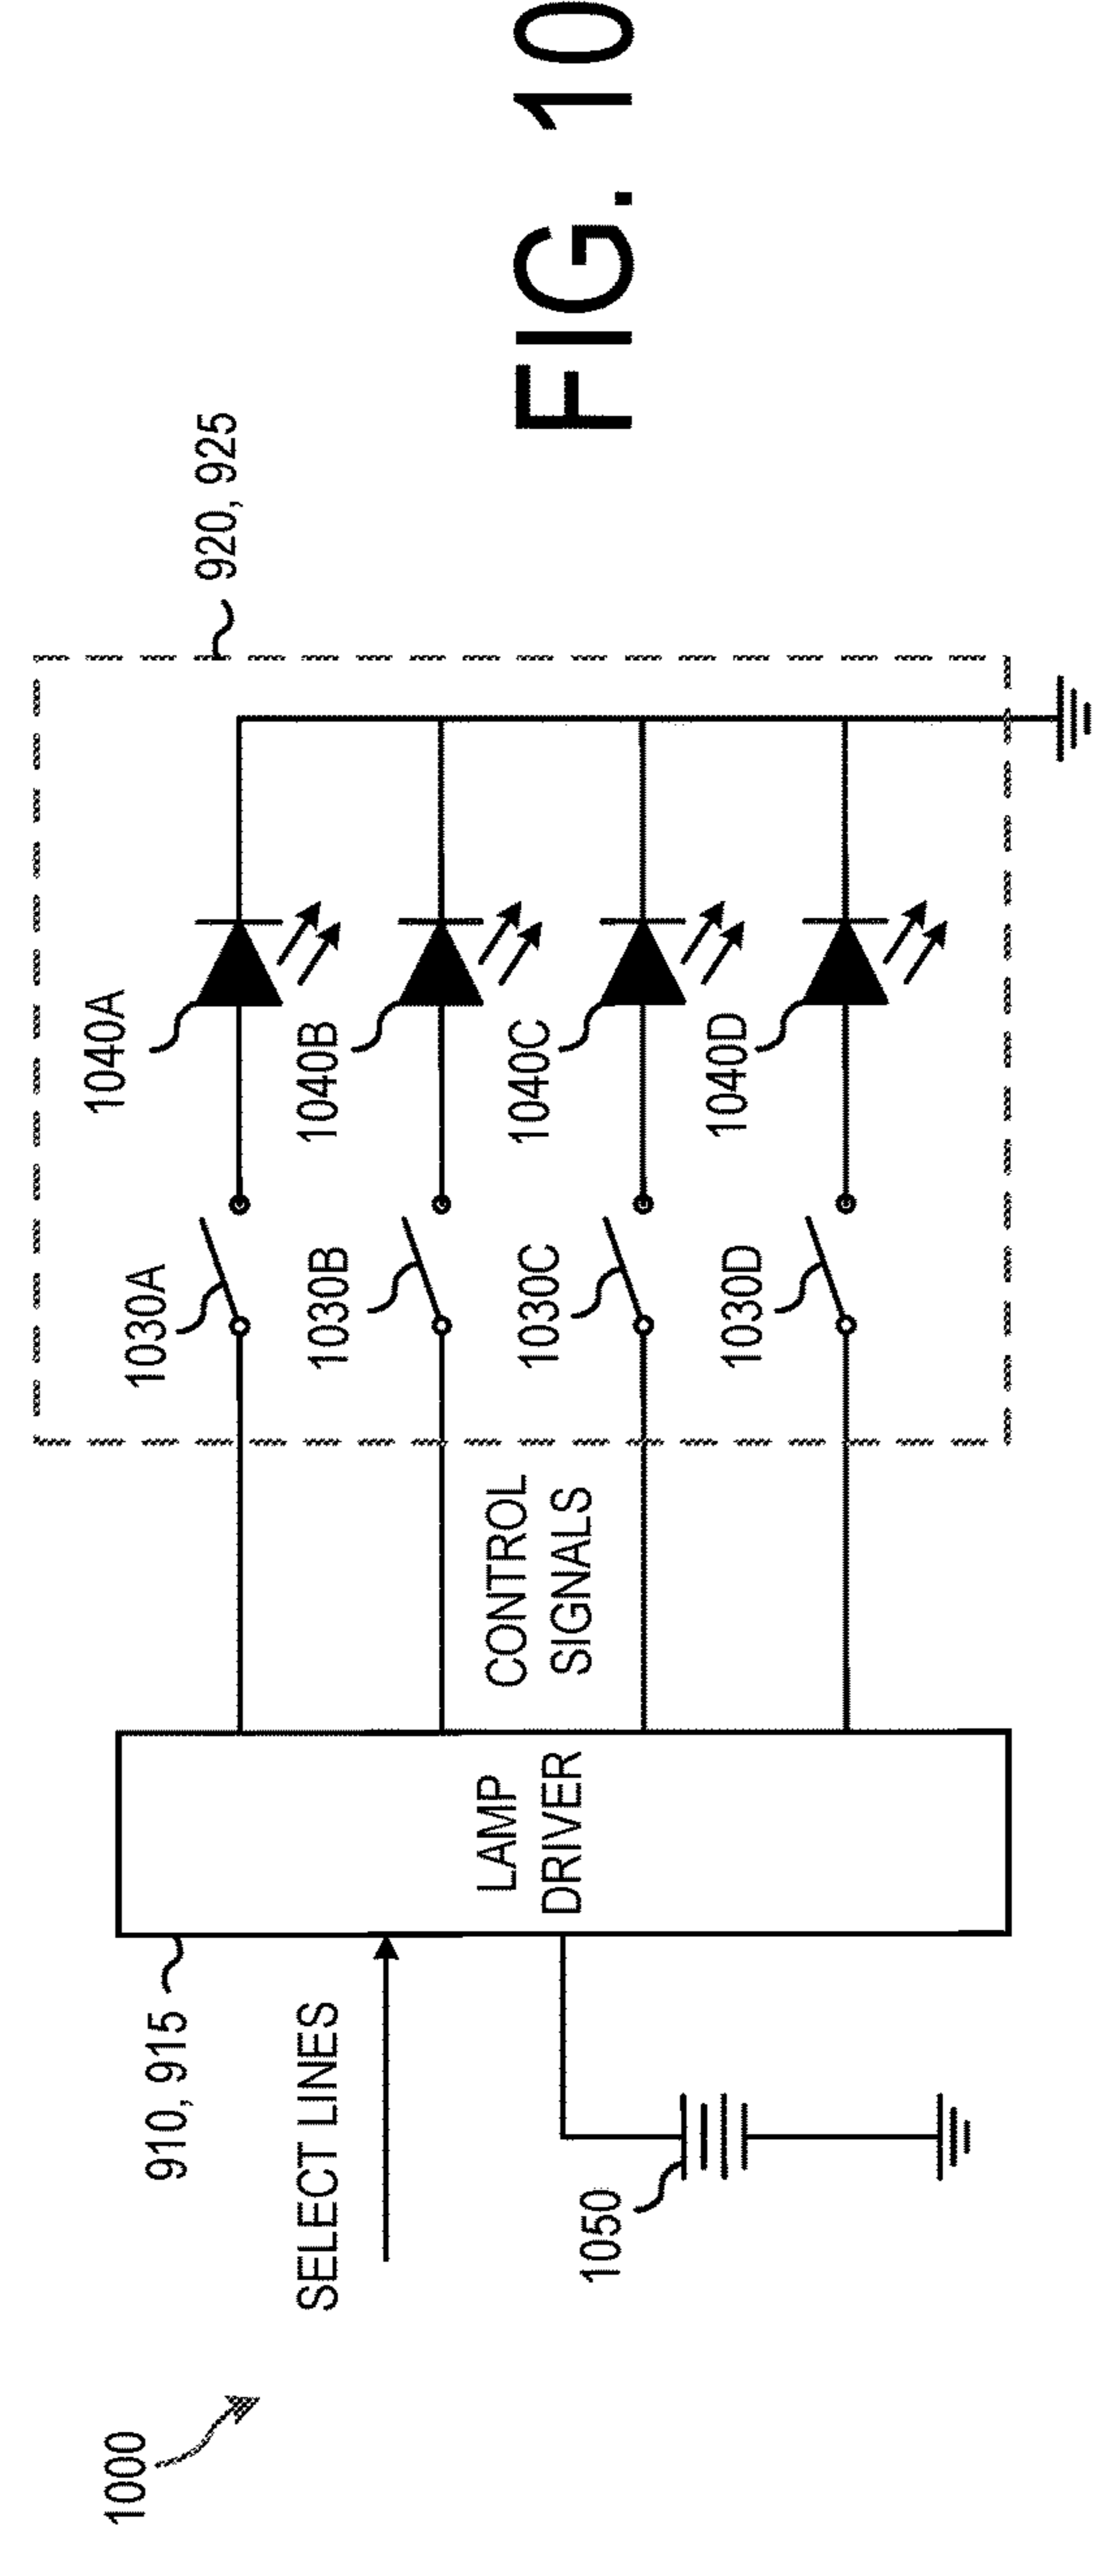 1000
910, 915
SELECT LINES
1050
LAMP
DRIVER
CONTROL
SIGNALS
1030A
1040A
1030B
1040B
1030C
1040C
1030D
1040D
920, 925
FIG. 10